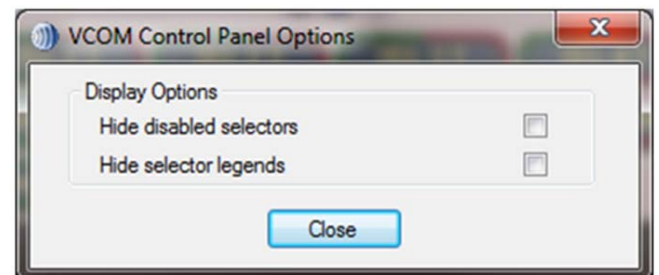 VCOM Control Panel Options
Display Options
Hide disabled selectors
Hide selector legends
Close